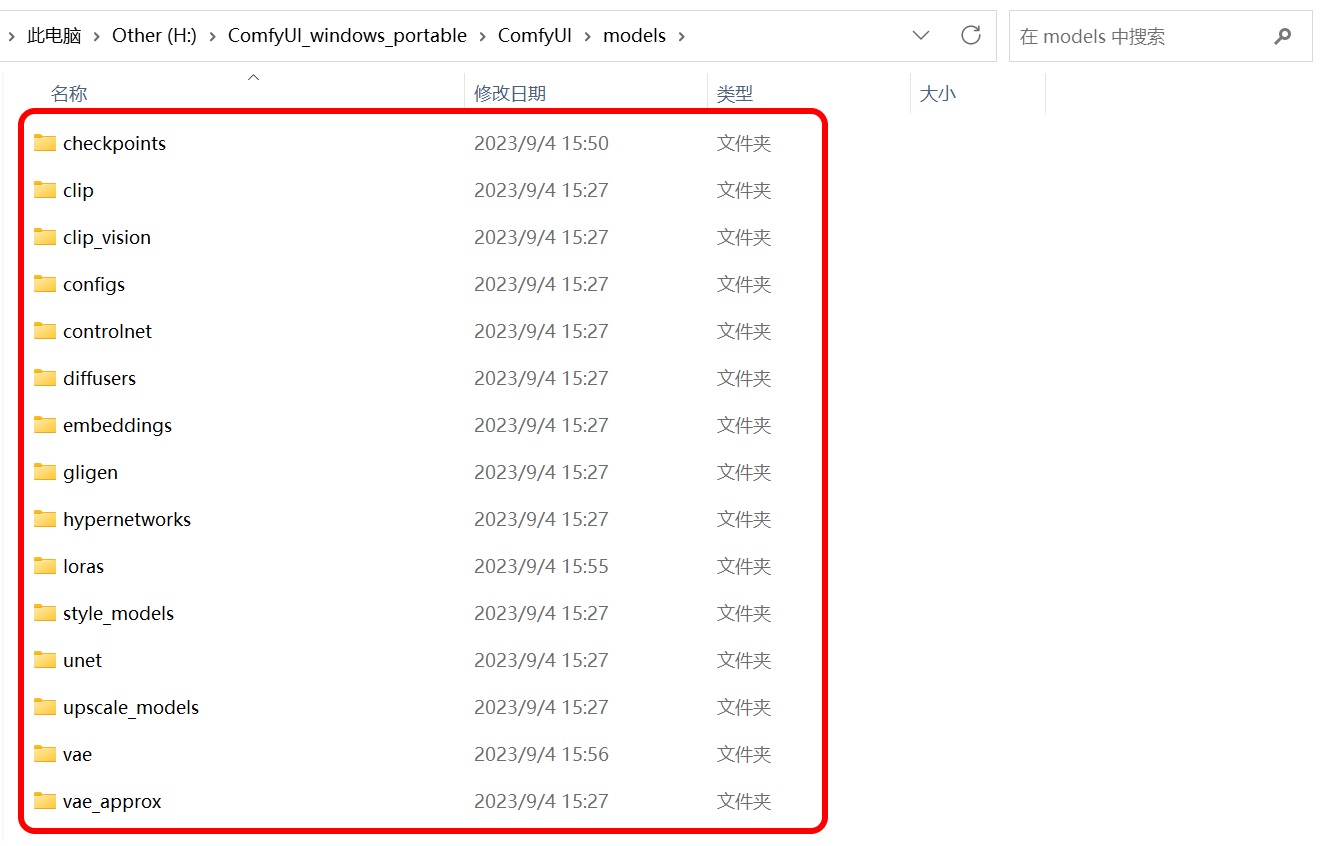 此电脑 > Other (H:) > ComfyUI_windows_portable > ComfyUI > models >
在 models 中搜索
名称 修改日期 类型 大小
checkpoints 2023/9/4 15:50 文件夹
clip 2023/9/4 15:27 文件夹
clip_vision 2023/9/4 15:27 文件夹
configs 2023/9/4 15:27 文件夹
controlnet 2023/9/4 15:27 文件夹
diffusers 2023/9/4 15:27 文件夹
embeddings 2023/9/4 15:27 文件夹
gligen 2023/9/4 15:27 文件夹
hypernetworks 2023/9/4 15:27 文件夹
loras 2023/9/4 15:55 文件夹
style_models 2023/9/4 15:27 文件夹
unet 2023/9/4 15:27 文件夹
upscale_models 2023/9/4 15:27 文件夹
vae 2023/9/4 15:56 文件夹
vae_approx 2023/9/4 15:27 文件夹